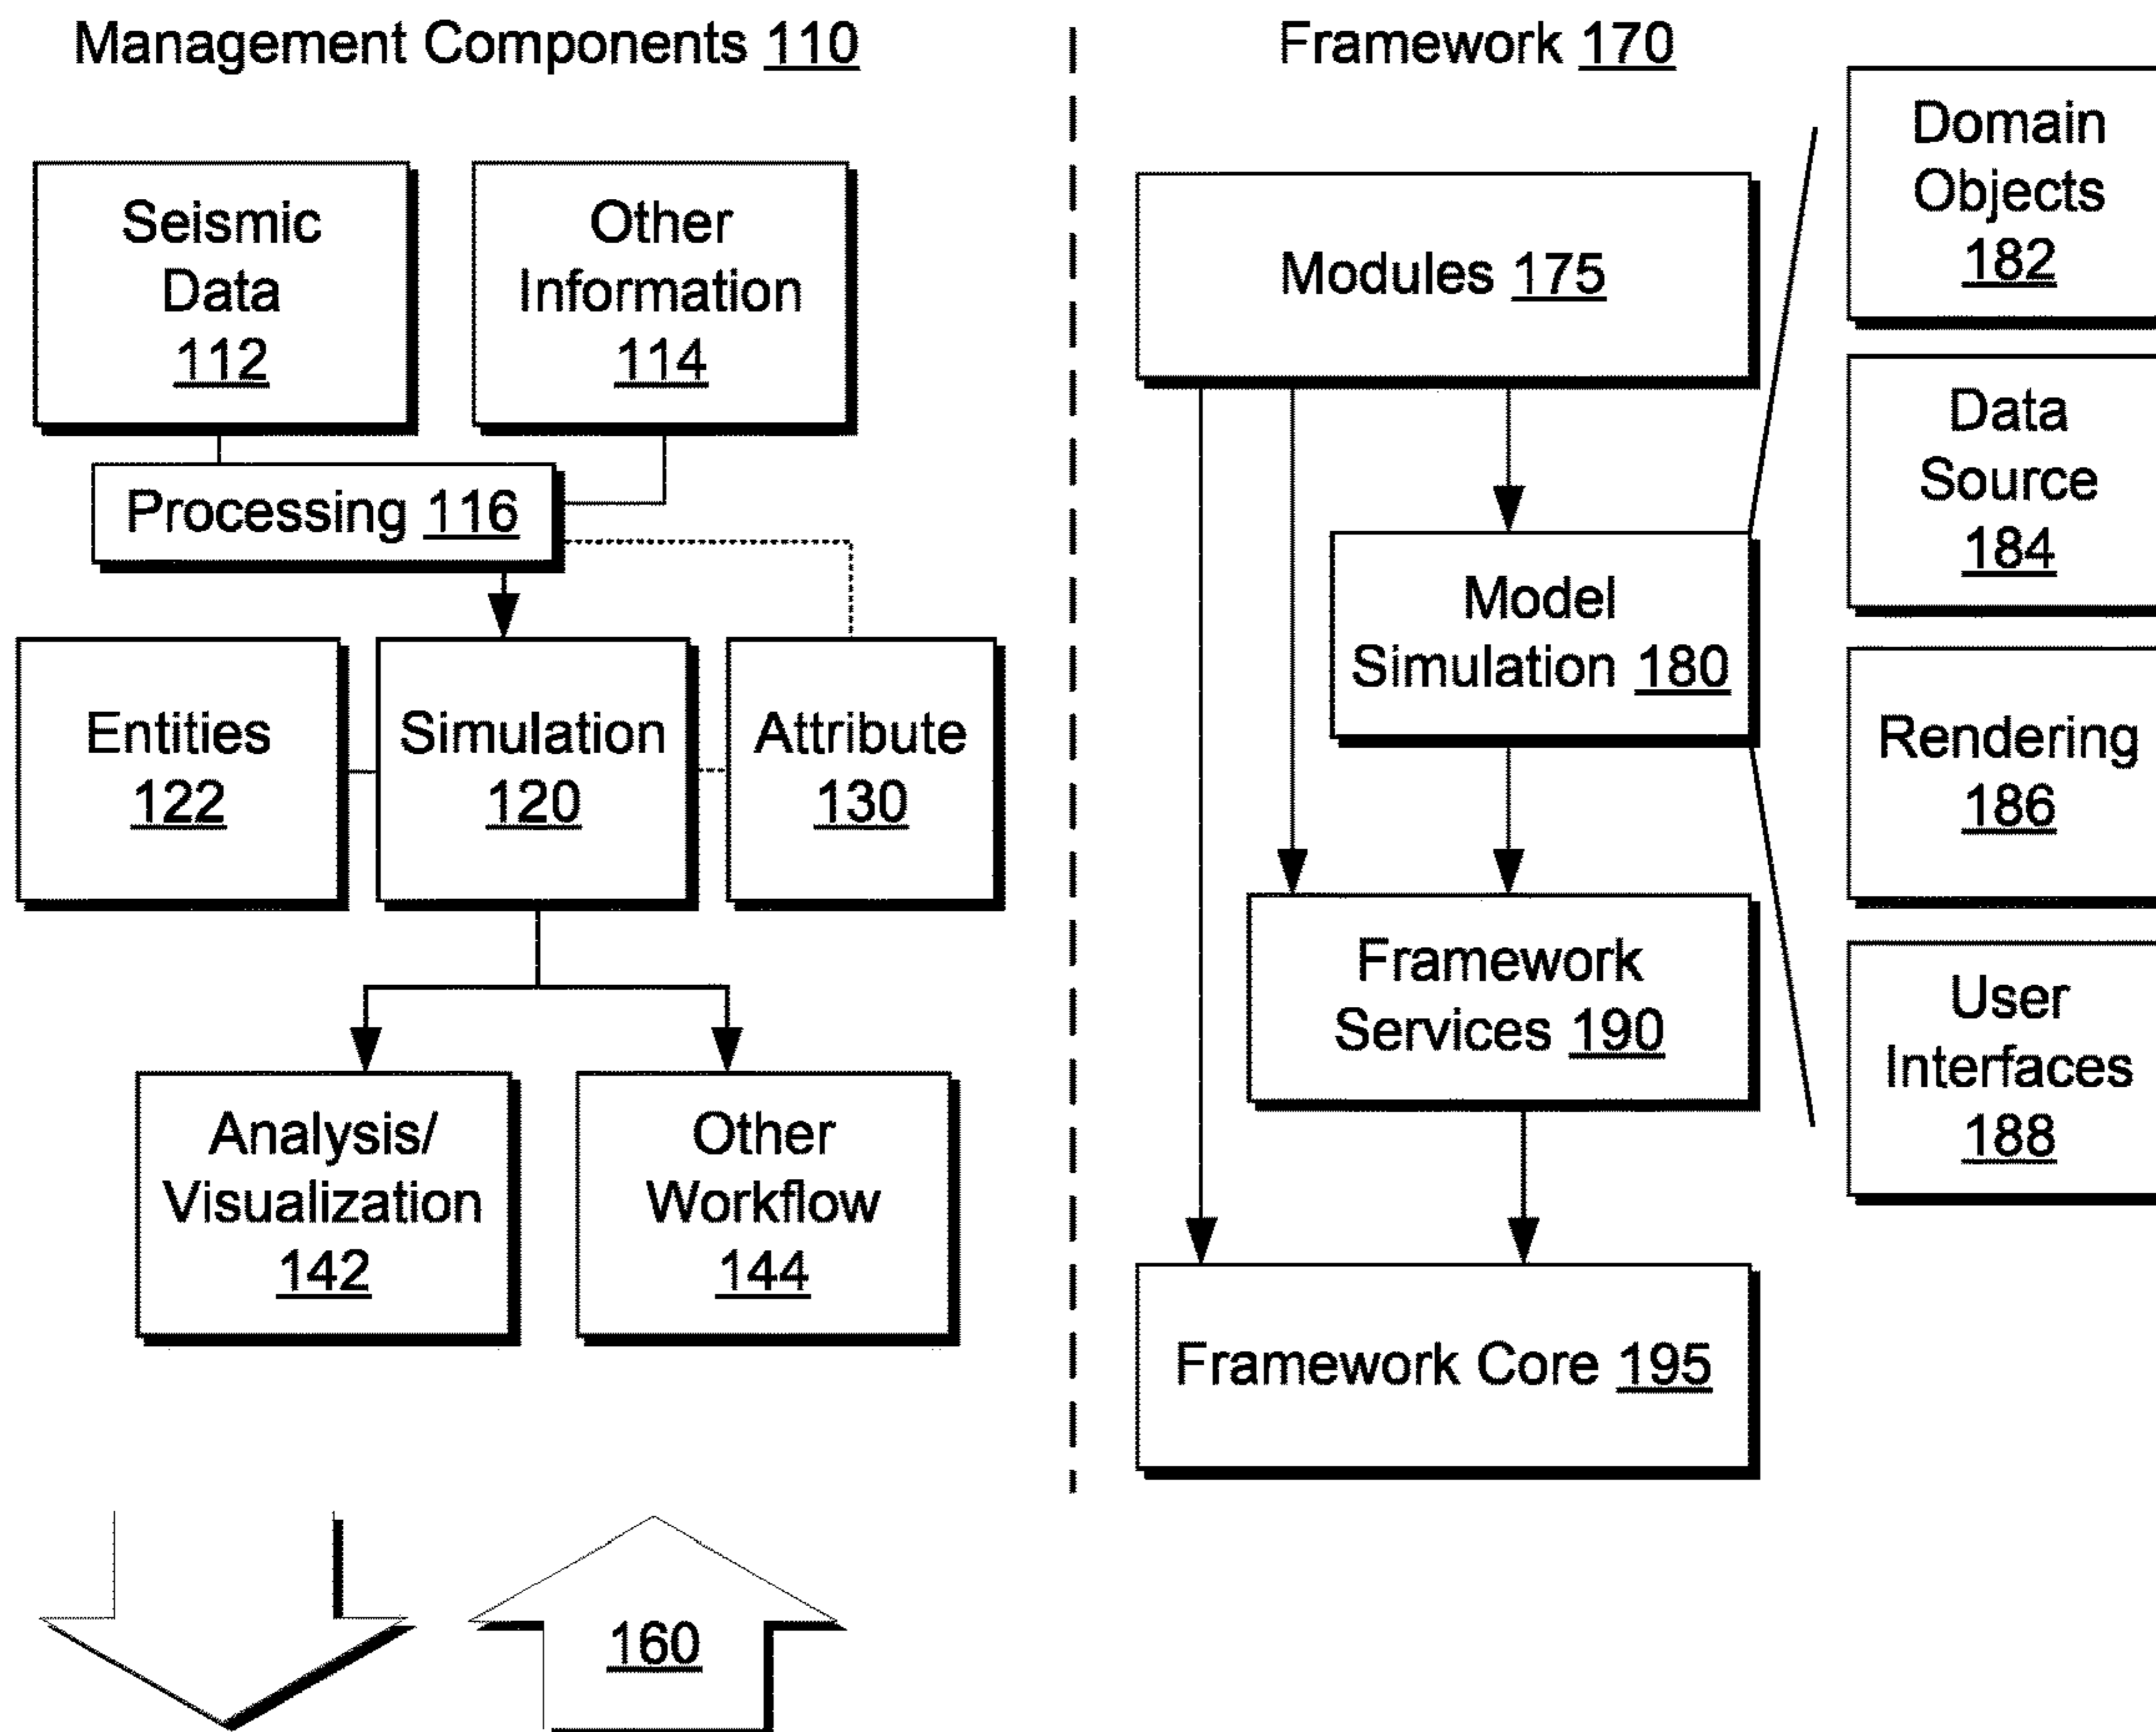 Management Components 110
Seismic
Data
112
Other
Information
114
Processing 116
Entities
122
Simulation
120
Attribute
130
Analysis/
Visualization
142
Other
Workflow
144
160
Framework 170
Modules 175
Model
Simulation 180
Framework
Services 190
Framework Core 195
Domain
Objects
182
Data
Source
184
Rendering
186
User
Interfaces
188